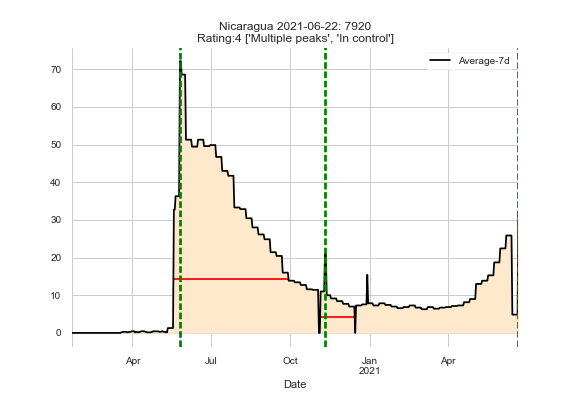 Nicaragua 2021-06-22: 7920
Rating:4 ['Multiple peaks', 'In control']
Average-7d
70
60
50
40
30
20
10
0
Apr
Jul
Oct
Jan
2021
Apr
Date